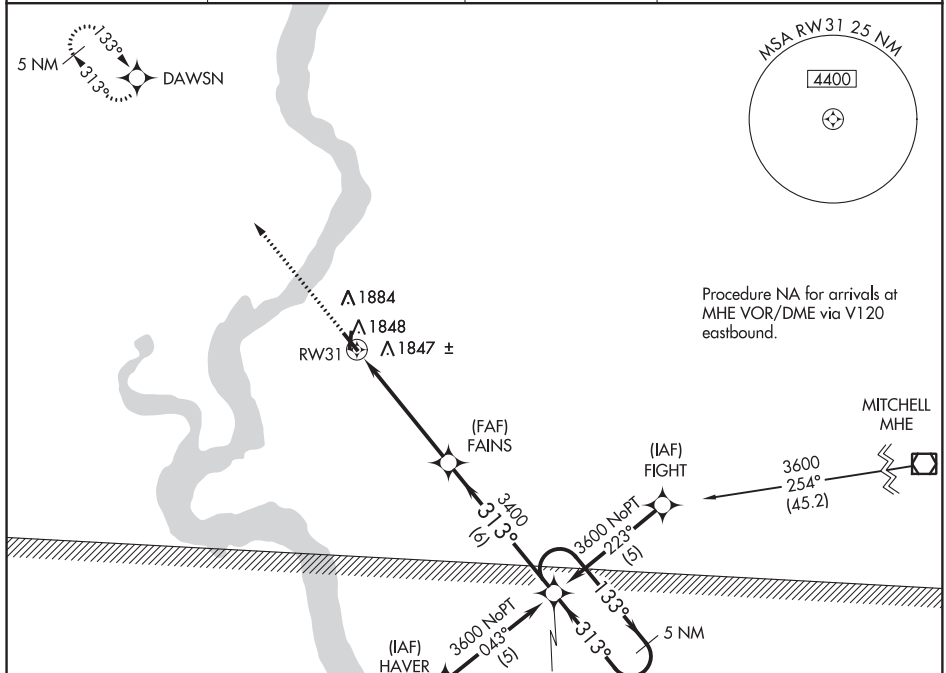 133°
5 NM
313°
DAWSN
MSA RW31 25 NM
4400
1884
1848
RW31
1847 ±
Procedure NA for arrivals at
MHE VOR/DME via V120
eastbound.
MITCHELL
MHE
(FAF)
FAINS
(IAF)
FIGHT
3600
254°
(45.2)
3400
313°
(6)
3600 NoPT
223°
(5)
133°
313°
5 NM
3600 NoPT
043°
(5)
(IAF)
HAVER